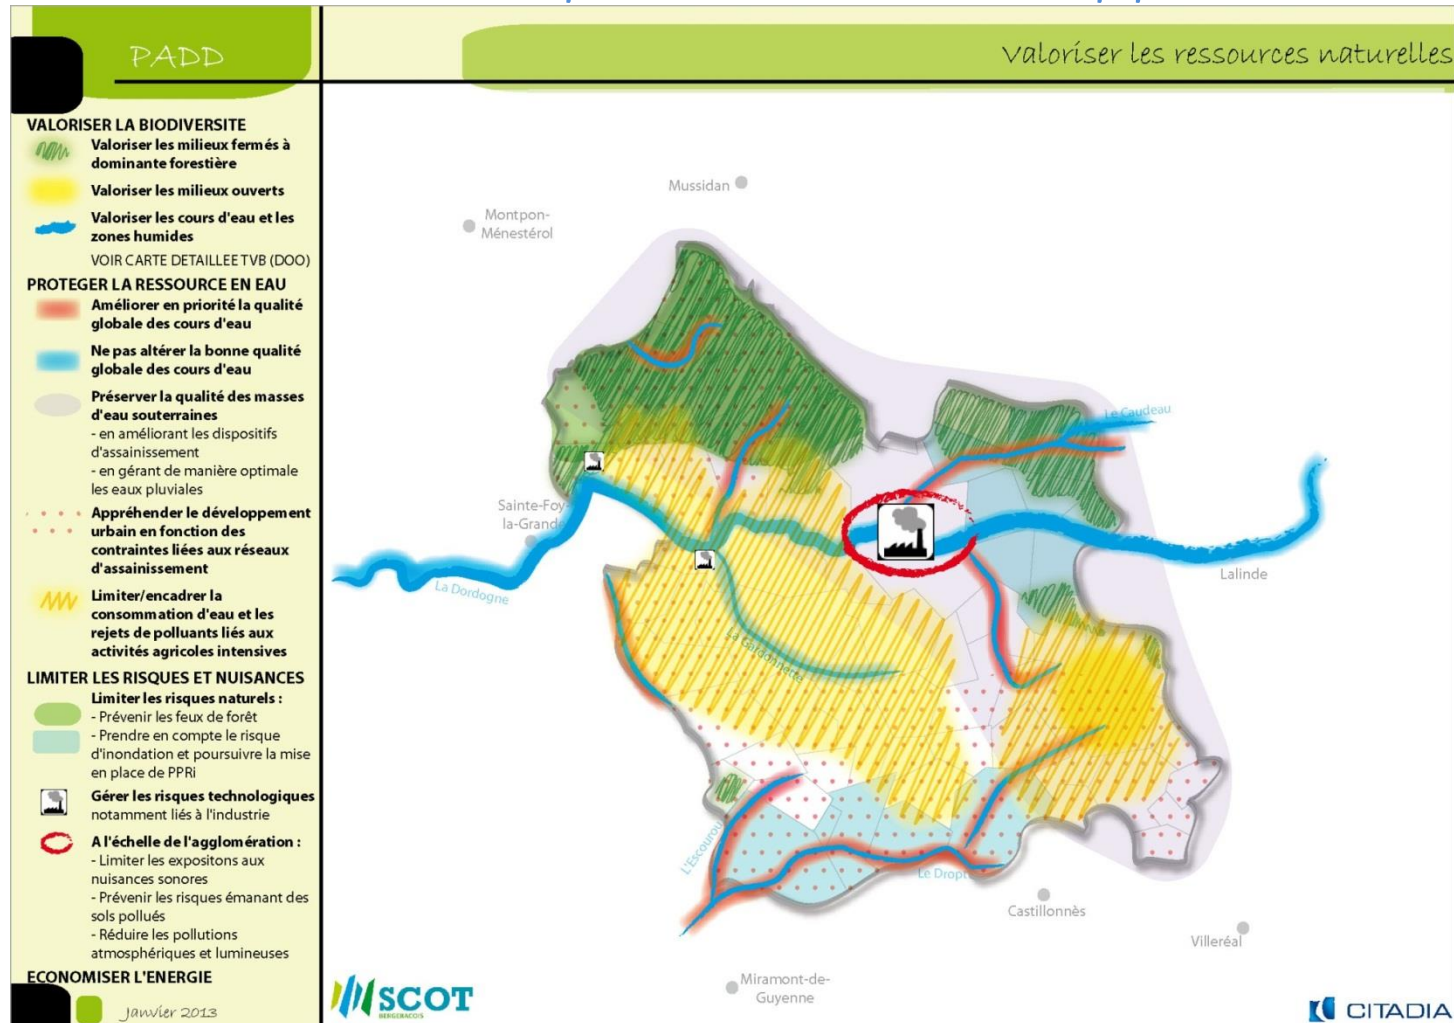 PADD
Valoriser les ressources naturelles
VALORISER LA BIODIVERSITE
Valoriser les milieux fermés à
dominante forestière
Valoriser les milieux ouverts
Valoriser les cours d'eau et les
zones humides
VOIR CARTE DETAILLEE TVB (DOO)
PROTEGER LA RESSOURCE EN EAU
Améliorer en priorité la qualité
globale des cours d'eau
Ne pas altérer la bonne qualité
globale des cours d'eau
Préserver la qualité des masses
d'eau souterraines
- en améliorant les dispositifs
d'assainissement
- en gérant de manière optimale
les eaux pluviales
Appréhender le développement
urbain en fonction des
contraintes liées aux réseaux
d'assainissement
Limiter/encadrer la
consommation d'eau et les
rejets de polluants liés aux
activités agricoles intensives
LIMITER LES RISQUES ET NUISANCES
Limiter les risques naturels :
- Prévenir les feux de forêt
- Prendre en compte le risque
d'inondation et poursuivre la mise
en place de PPRi
Gérer les risques technologiques
notamment liés à l'industrie
A l'échelle de l'agglomération :
- Limiter les expositons aux
nuisances sonores
- Prévenir les risques émanant des
sols pollués
- Réduire les pollutions
atmosphériques et lumineuses
ECONOMISER L'ENERGIE
Janvier 2013
Mussidan
Montpon-
Ménestérol
Le Caudeau
Sainte-Foy-
la-Grande
Lalinde
La Dordogne
La Gardonnette
L'Escourou
Le Dropt
Castillonnès
Villeréal
Miramont-de-
Guyenne
SCOT
BERGERACOIS
CITADIA